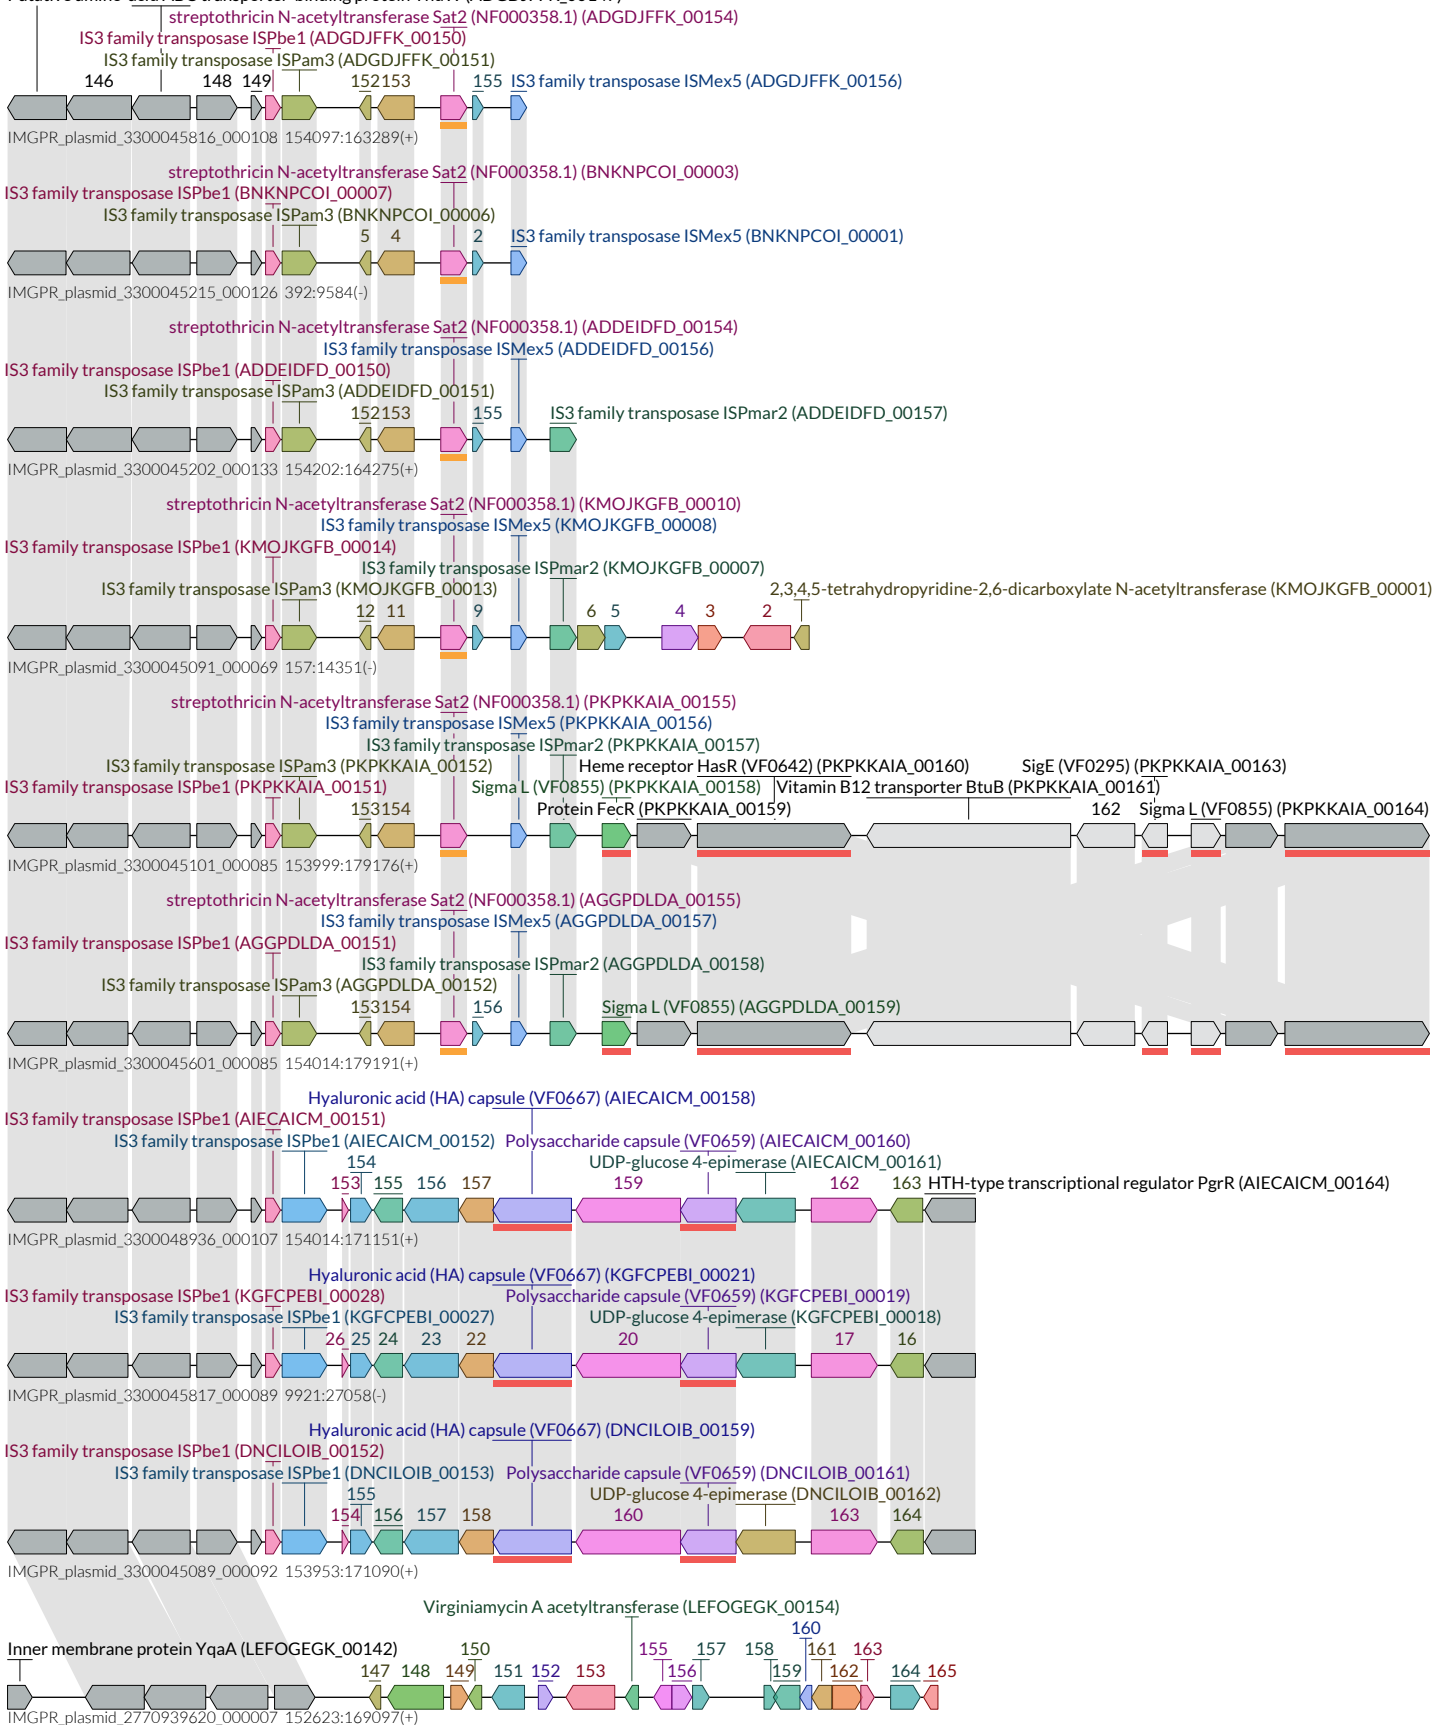 streptothricin N-acetyltransferase Sat2 (NF000358.1) (ADGDJFFK_00154)
IS3 family transposase ISPbe1 (ADGDJFFK_00150)
IS3 family transposase ISPam3 (ADGDJFFK_00151)
146 148 149 152 153 155 IS3 family transposase ISMex5 (ADGDJFFK_00156)
IMGPR_plasmid_3300045816_000108 154097:163289(+)
streptothricin N-acetyltransferase Sat2 (NF000358.1) (BNKNPCOI_00003)
IS3 family transposase ISPbe1 (BNKNPCOI_00007)
IS3 family transposase ISPam3 (BNKNPCOI_00006)
5 4 2 IS3 family transposase ISMex5 (BNKNPCOI_00001)
IMGPR_plasmid_3300045215_000126 392:9584(-)
streptothricin N-acetyltransferase Sat2 (NF000358.1) (ADDEIDFD_00154)
IS3 family transposase ISMex5 (ADDEIDFD_00156)
IS3 family transposase ISPbe1 (ADDEIDFD_00150)
IS3 family transposase ISPam3 (ADDEIDFD_00151)
152 153 155 IS3 family transposase ISPmar2 (ADDEIDFD_00157)
IMGPR_plasmid_3300045202_000133 154202:164275(+)
streptothricin N-acetyltransferase Sat2 (NF000358.1) (KMOJKGFB_00010)
IS3 family transposase ISMex5 (KMOJKGFB_00008)
IS3 family transposase ISPbe1 (KMOJKGFB_00014)
IS3 family transposase ISPmar2 (KMOJKGFB_00007)
IS3 family transposase ISPam3 (KMOJKGFB_00013) 2,3,4,5-tetrahydropyridine-2,6-dicarboxylate N-acetyltransferase (KMOJKGFB_00001)
12 11 9 6 5 4 3 2
IMGPR_plasmid_3300045091_000069 157:14351(-)
streptothricin N-acetyltransferase Sat2 (NF000358.1) (PKPKKAIA_00155)
IS3 family transposase ISMex5 (PKPKKAIA_00156)
IS3 family transposase ISPmar2 (PKPKKAIA_00157)
IS3 family transposase ISPam3 (PKPKKAIA_00152) Heme receptor HasR (VF0642) (PKPKKAIA_00160) SigE (VF0295) (PKPKKAIA_00163)
IS3 family transposase ISPbe1 (PKPKKAIA_00151) Sigma L (VF0855) (PKPKKAIA_00158) Vitamin B12 transporter BtuB (PKPKKAIA_00161)
153 154 Protein FecR (PKPKKAIA_00159) 162 Sigma L (VF0855) (PKPKKAIA_00164)
IMGPR_plasmid_3300045101_000085 153999:179176(+)
streptothricin N-acetyltransferase Sat2 (NF000358.1) (AGGPDLDA_00155)
IS3 family transposase ISMex5 (AGGPDLDA_00157)
IS3 family transposase ISPbe1 (AGGPDLDA_00151)
IS3 family transposase ISPmar2 (AGGPDLDA_00158)
IS3 family transposase ISPam3 (AGGPDLDA_00152)
153 154 156 Sigma L (VF0855) (AGGPDLDA_00159)
IMGPR_plasmid_3300045601_000085 154014:179191(+)
Hyaluronic acid (HA) capsule (VF0667) (AIECAICM_00158)
IS3 family transposase ISPbe1 (AIECAICM_00151)
IS3 family transposase ISPbe1 (AIECAICM_00152) Polysaccharide capsule (VF0659) (AIECAICM_00160)
154 UDP-glucose 4-epimerase (AIECAICM_00161)
153 155 156 157 159 162 163 HTH-type transcriptional regulator PgrR (AIECAICM_00164)
IMGPR_plasmid_3300048936_000107 154014:171151(+)
Hyaluronic acid (HA) capsule (VF0667) (KGFCPEBI_00021)
IS3 family transposase ISPbe1 (KGFCPEBI_00028) Polysaccharide capsule (VF0659) (KGFCPEBI_00019)
IS3 family transposase ISPbe1 (KGFCPEBI_00027) UDP-glucose 4-epimerase (KGFCPEBI_00018)
26 25 24 23 22 20 17 16
IMGPR_plasmid_3300045817_000089 9921:27058(-)
Hyaluronic acid (HA) capsule (VF0667) (DNCILOIB_00159)
IS3 family transposase ISPbe1 (DNCILOIB_00152)
IS3 family transposase ISPbe1 (DNCILOIB_00153) Polysaccharide capsule (VF0659) (DNCILOIB_00161)
155 UDP-glucose 4-epimerase (DNCILOIB_00162)
154 156 157 158 160 163 164
IMGPR_plasmid_3300045089_000092 153953:171090(+)
Virginiamycin A acetyltransferase (LEFOGEGK_00154)
160
Inner membrane protein YqaA (LEFOGEGK_00142) 150 155 157 158 161 163
147 148 149 151 152 153 156 159 162 164 165
IMGPR_plasmid_2770939620_000007 152623:169097(+)